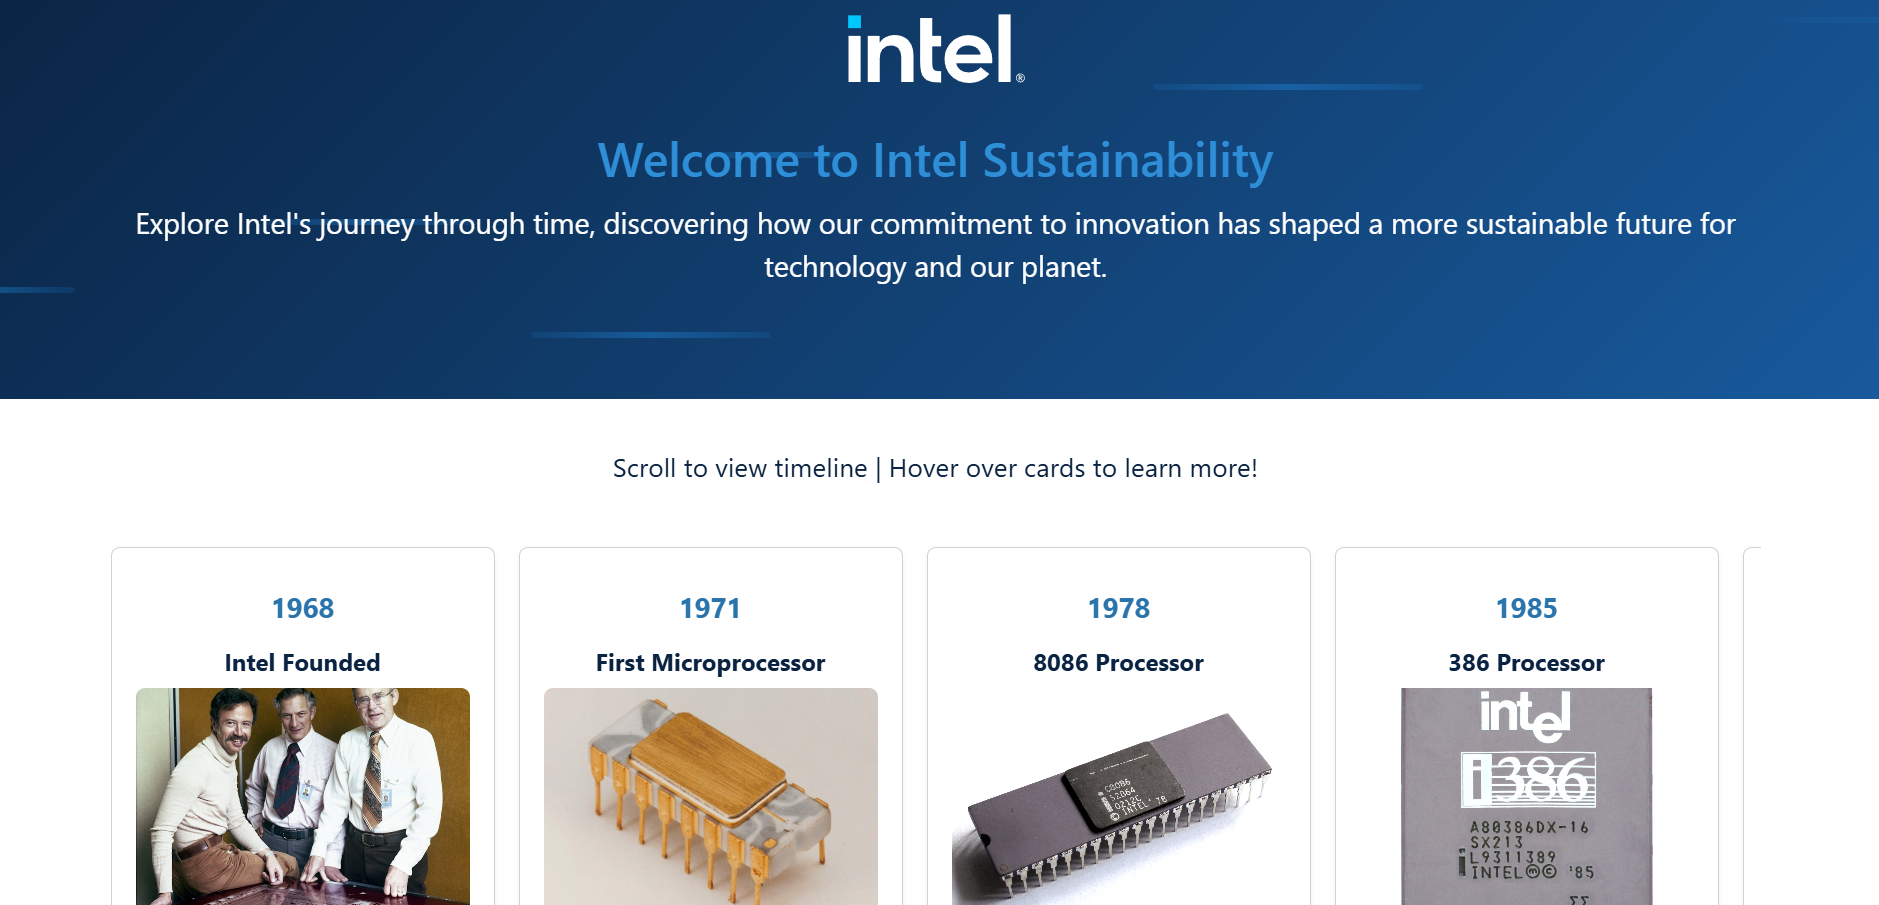 intel®
Welcome to Intel Sustainability
Explore Intel's journey through time, discovering how our commitment to innovation has shaped a more sustainable future for
technology and our planet.
Scroll to view timeline | Hover over cards to learn more!
1968
Intel Founded
1971
First Microprocessor
1978
8086 Processor
C8086
INTEL '78
1985
386 Processor
intel
i386
A80386DX-16
SX213
L9311389
INTEL Ⓜ © '85